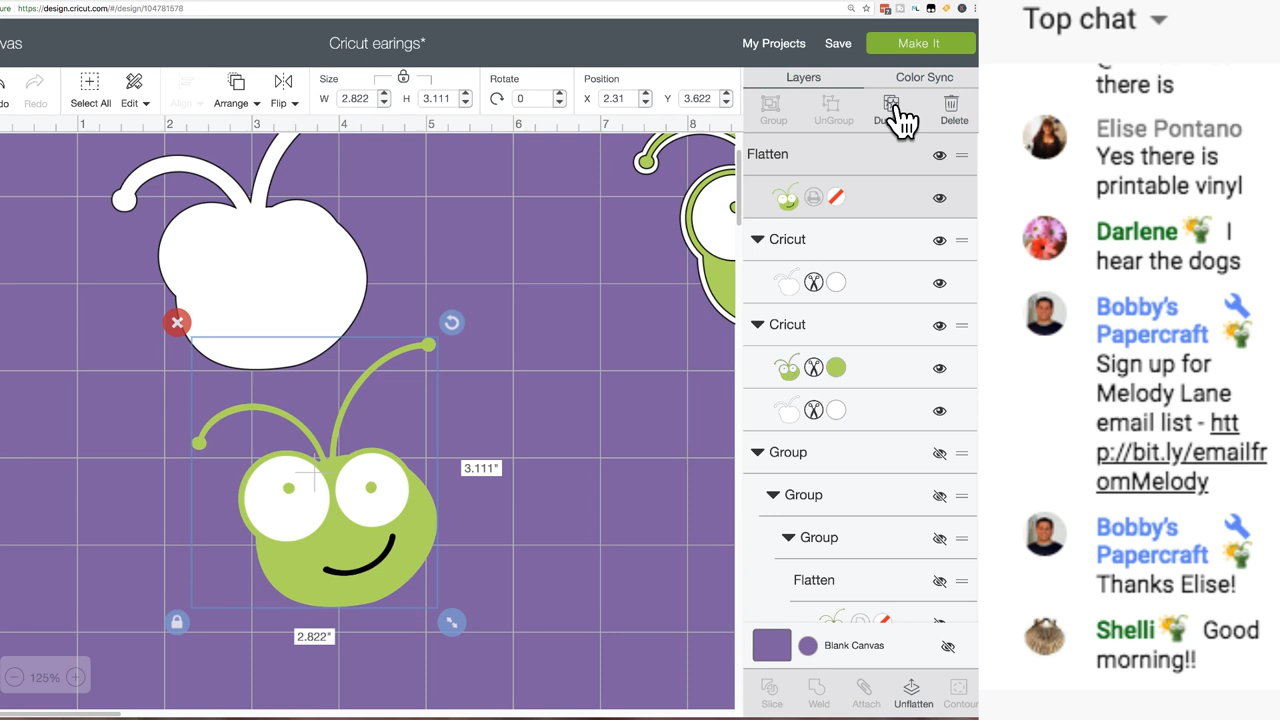 ure https://design.cricut.com/#/design/104781578
vas
Cricut earings*
My Projects Save Make It
do Redo Select All Edit Align Arrange Flip
Size
W 2.822 H 3.111
Rotate
0
Position
X 2.31 Y 3.622
Layers Color Sync
Group UnGroup Du Delete
1 2 3 4 5 6 7 8
Flatten
Cricut
Cricut
Group
Group
Group
Flatten
Blank Canvas
Slice Weld Attach Unflatten Contour
3.111"
2.822"
125%
Top chat
there is
Elise Pontano
Yes there is
printable vinyl
Darlene I
hear the dogs
Bobby's
Papercraft
Sign up for
Melody Lane
email list - htt
p://bit.ly/emailfr
omMelody
Bobby's
Papercraft
Thanks Elise!
Shelli Good
morning!!